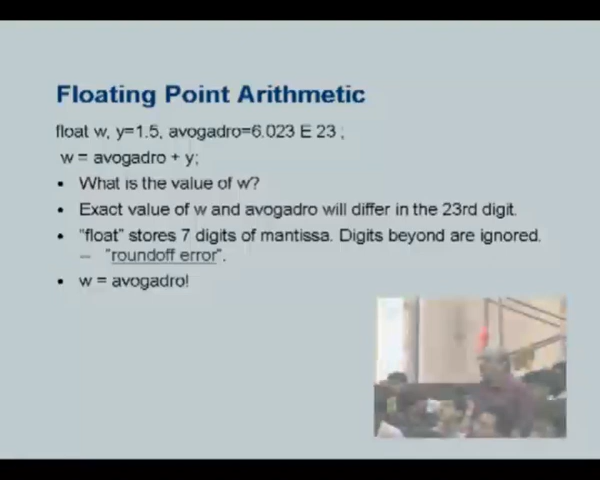 Floating Point Arithmetic
float w, y=1.5, avogadro=6.023 E 23 ;
w = avogadro + y;
• What is the value of w?
• Exact value of w and avogadro will differ in the 23rd digit.
• "float" stores 7 digits of mantissa. Digits beyond are ignored.
– "roundoff error".
• w = avogadro!